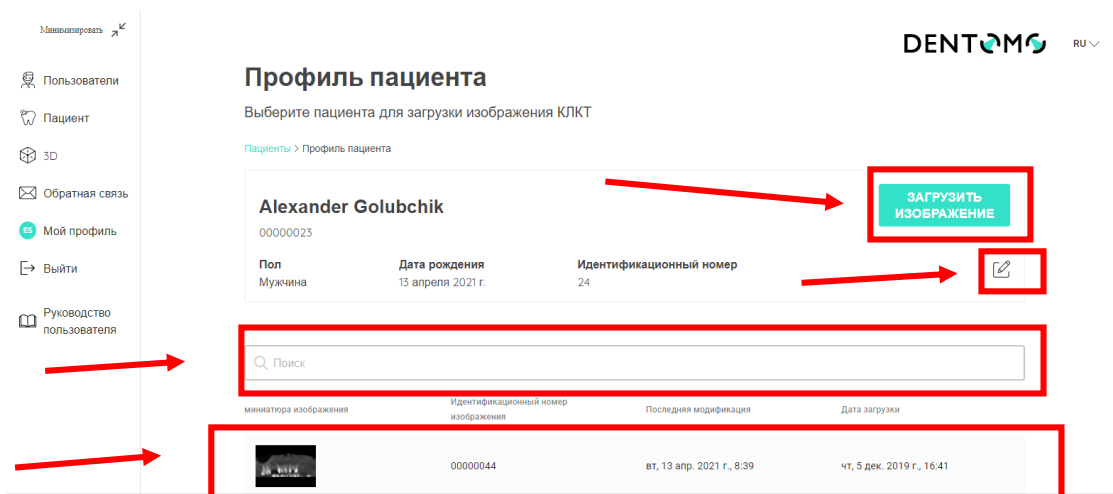 Минимизировать
DENTOMO
RU
Пользователи
Пациент
3D
Обратная связь
ES Мой профиль
Выйти
Руководство
пользователя
Профиль пациента
Выберите пациента для загрузки изображения КЛКТ
Пациенты > Профиль пациента
Alexander Golubchik
00000023
ЗАГРУЗИТЬ
ИЗОБРАЖЕНИЕ
Пол Дата рождения Идентификационный номер
Мужчина 13 апреля 2021 г. 24
Поиск
миниатюра изображения Идентификационный номер Последняя модификация Дата загрузки
изображения
00000044 вт, 13 апр. 2021 г., 8:39 чт, 5 дек. 2019 г., 16:41